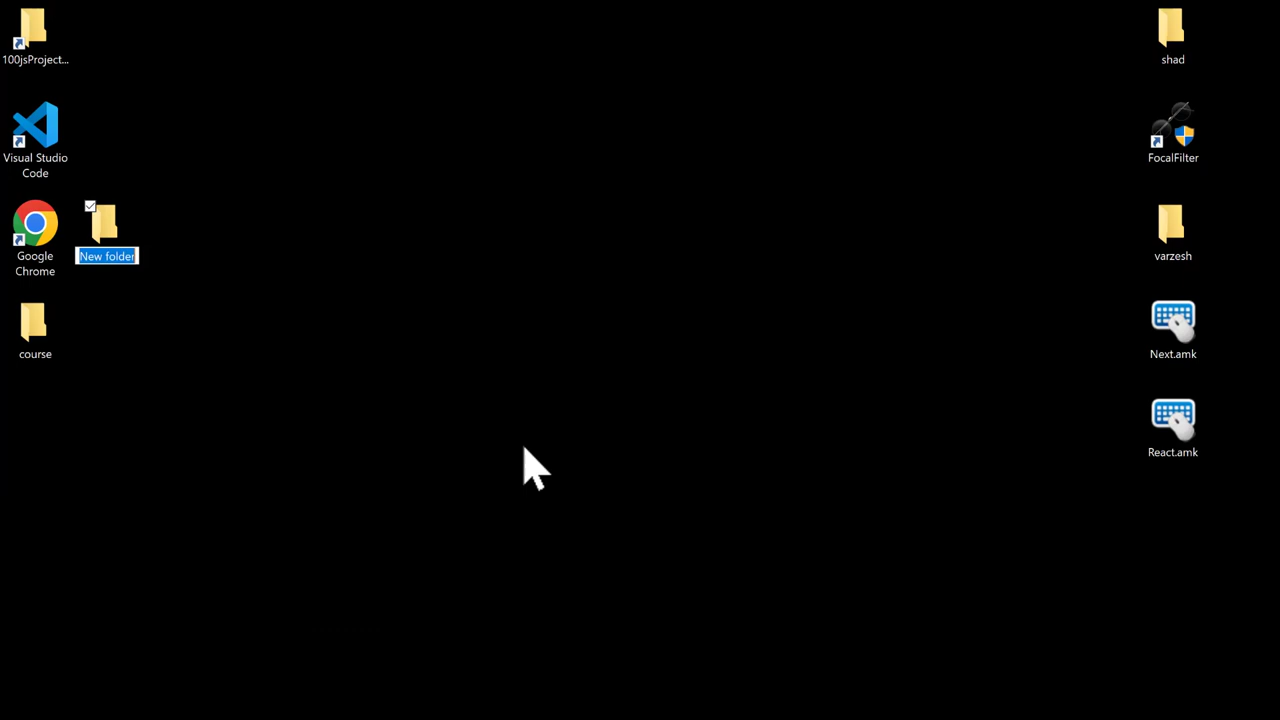 100jsProject...
Visual Studio
Code
Google
Chrome
course
New folder
shad
FocalFilter
varzesh
Next.amk
React.amk